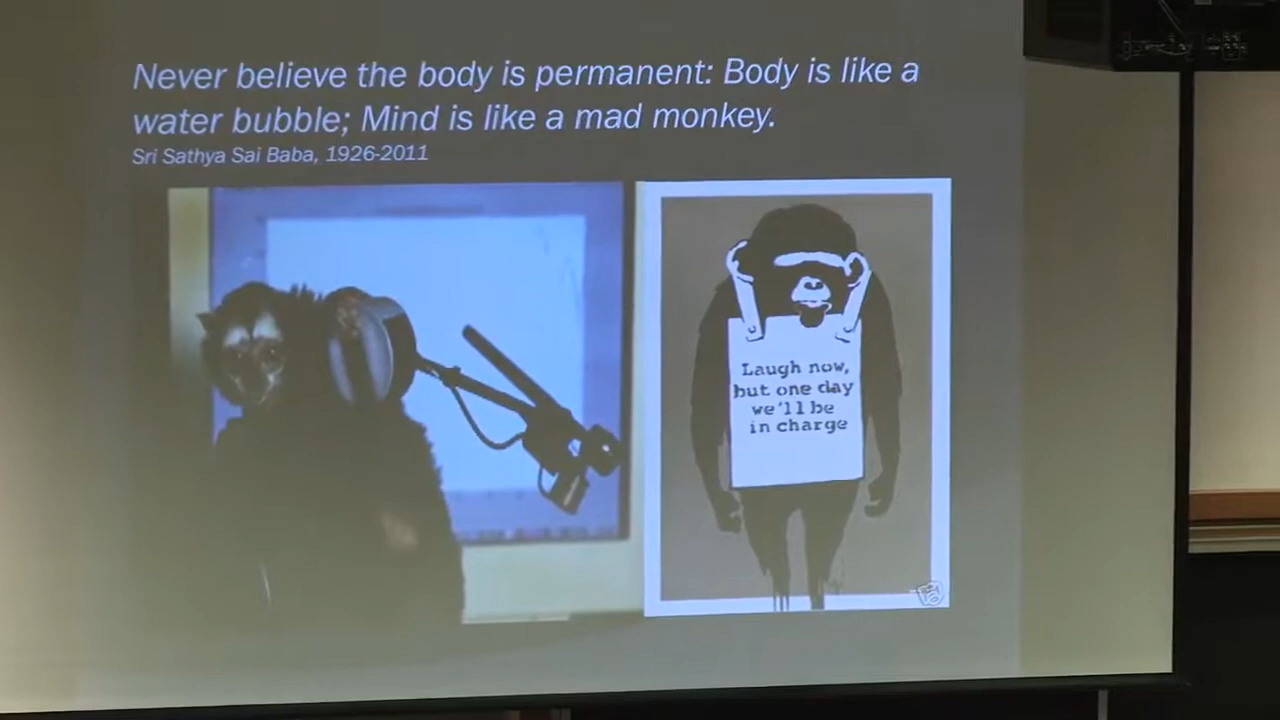 Never believe the body is permanent: Body is like a
water bubble; Mind is like a mad monkey.
Sri Sathya Sai Baba, 1926-2011
Laugh now,
but one day
we'll be
in charge